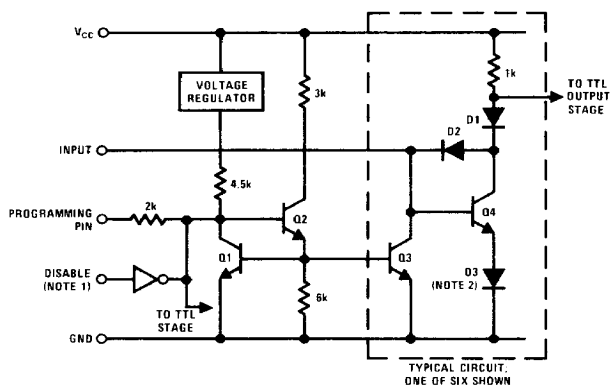 VCC
1k
TO TTL
OUTPUT
STAGE
VOLTAGE
REGULATOR
3k
D1
D2
INPUT
4.5k
PROGRAMMING
PIN
2k
Q2
Q4
Q1
Q3
DISABLE
(NOTE 1)
D3
(NOTE 2)
TO TTL
STAGE
6k
GND
TYPICAL CIRCUIT;
ONE OF SIX SHOWN